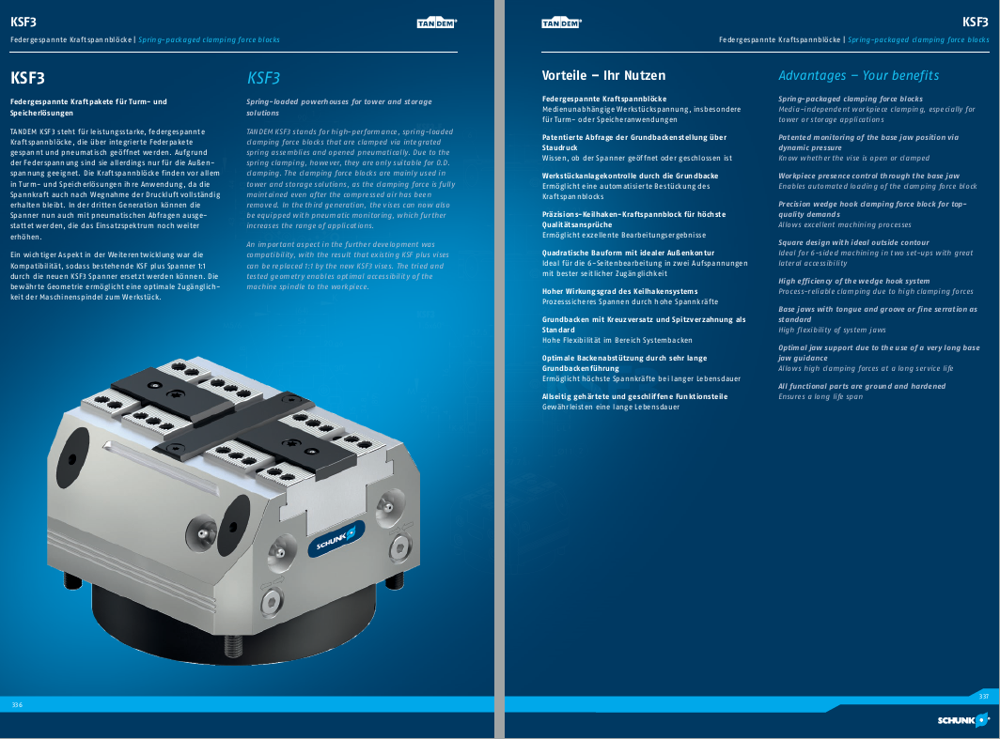 KSF3
TANDEM®
Federgespannte Kraftspannblöcke | Spring-packaged clamping force blocks
KSF3
Federgespannte Kraftpakete für Turm- und
Speicherlösungen
TANDEM KSF3 steht für leistungsstarke, federgespannte
Kraftspannblöcke, die über integrierte Federpakete
gespannt und pneumatisch geöffnet werden. Aufgrund
der Federspannung sind sie allerdings nur für die Außen-
spannung geeignet. Die Kraftspannblöcke finden vor allem
in Turm- und Speicherlösungen ihre Anwendung, da die
Spannkraft auch nach Wegnahme der Druckluft vollständig
erhalten bleibt. In der dritten Generation können die
Spanner nun auch mit pneumatischen Abfragen ausge-
stattet werden, die das Einsatzspektrum noch weiter
erhöhen.
Ein wichtiger Aspekt in der Weiterentwicklung war die
Kompatibilität, sodass bestehende KSF plus Spanner 1:1
durch die neuen KSF3 Spanner ersetzt werden können. Die
bewährte Geometrie ermöglicht eine optimale Zugänglich-
keit der Maschinenspindel zum Werkstück.
KSF3
Spring-loaded powerhouses for tower and storage
solutions
TANDEM KSF3 stands for high-performance, spring-loaded
clamping force blocks that are clamped via integrated
spring assemblies and opened pneumatically. Due to the
spring clamping, however, they are only suitable for O.D.
clamping. The clamping force blocks are mainly used in
tower and storage solutions, as the clamping force is fully
maintained even after the compressed air has been
removed. In the third generation, the vises can now also
be equipped with pneumatic monitoring, which further
increases the range of applications.
An important aspect in the further development was
compatibility, with the result that existing KSF plus vises
can be replaced 1:1 by the new KSF3 vises. The tried and
tested geometry enables optimal accessibility of the
machine spindle to the workpiece.
SCHUNK
336
TANDEM®
KSF3
Federgespannte Kraftspannblöcke | Spring-packaged clamping force blocks
Vorteile – Ihr Nutzen
Federgespannte Kraftspannblöcke
Medienunabhängige Werkstückspannung, insbesondere
für Turm- oder Speicheranwendungen
Patentierte Abfrage der Grundbackenstellung über
Staudruck
Wissen, ob der Spanner geöffnet oder geschlossen ist
Werkstückanlagekontrolle durch die Grundbacke
Ermöglicht eine automatisierte Bestückung des
Kraftspannblocks
Präzisions-Keilhaken-Kraftspannblock für höchste
Qualitätsansprüche
Ermöglicht exzellente Bearbeitungsergebnisse
Quadratische Bauform mit idealer Außenkontur
Ideal für die 6-Seitenbearbeitung in zwei Aufspannungen
mit bester seitlicher Zugänglichkeit
Hoher Wirkungsgrad des Keilhakensystems
Prozesssicheres Spannen durch hohe Spannkräfte
Grundbacken mit Kreuzversatz und Spitzverzahnung als
Standard
Hohe Flexibilität im Bereich Systembacken
Optimale Backenabstützung durch sehr lange
Grundbackenführung
Ermöglicht höchste Spannkräfte bei langer Lebensdauer
Allseitig gehärtete und geschliffene Funktionsteile
Gewährleisten eine lange Lebensdauer
Advantages – Your benefits
Spring-packaged clamping force blocks
Media-independent workpiece clamping, especially for
tower or storage applications
Patented monitoring of the base jaw position via
dynamic pressure
Know whether the vise is open or clamped
Workpiece presence control through the base jaw
Enables automated loading of the clamping force block
Precision wedge hook clamping force block for top-
quality demands
Allows excellent machining processes
Square design with ideal outside contour
Ideal for 6-sided machining in two set-ups with great
lateral accessibility
High efficiency of the wedge hook system
Process-reliable clamping due to high clamping forces
Base jaws with tongue and groove or fine serration as
standard
High flexibility of system jaws
Optimal jaw support due to the use of a very long base
jaw guidance
Allows high clamping forces at a long service life
All functional parts are ground and hardened
Ensures a long life span
337
SCHUNK